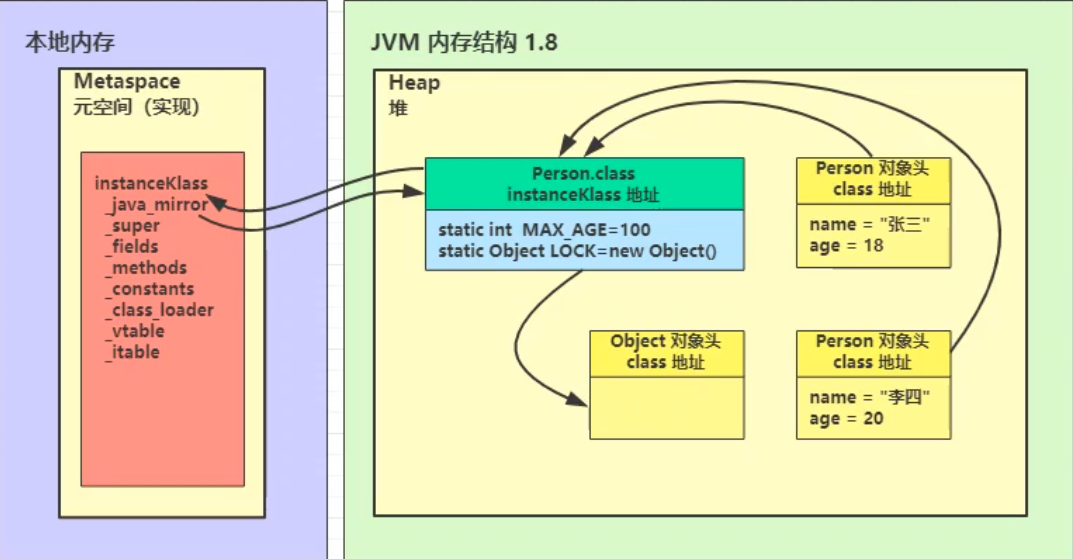 本地内存
Metaspace
元空间（实现）
instanceKlass
_java_mirror
_super
_fields
_methods
_constants
_class_loader
_vtable
_itable
JVM 内存结构 1.8
Heap
堆
Person.class
instanceKlass 地址
static int MAX_AGE=100
static Object LOCK=new Object()
Person 对象头
class 地址
name = "张三"
age = 18
Object 对象头
class 地址
Person 对象头
class 地址
name = "李四"
age = 20